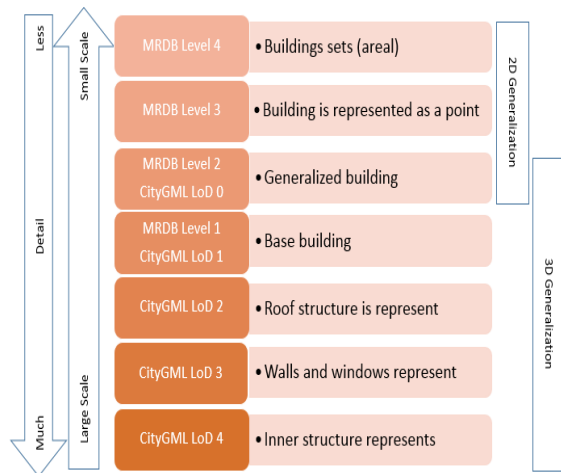 Less
Detail
Much
Small Scale
Large Scale
MRDB Level 4
• Buildings sets (areal)
MRDB Level 3
• Building is represented as a point
MRDB Level 2
CityGML LoD 0
• Generalized building
MRDB Level 1
CityGML LoD 1
• Base building
CityGML LoD 2
• Roof structure is represent
CityGML LoD 3
• Walls and windows represent
CityGML LoD 4
• Inner structure represents
2D Generalization
3D Generalization